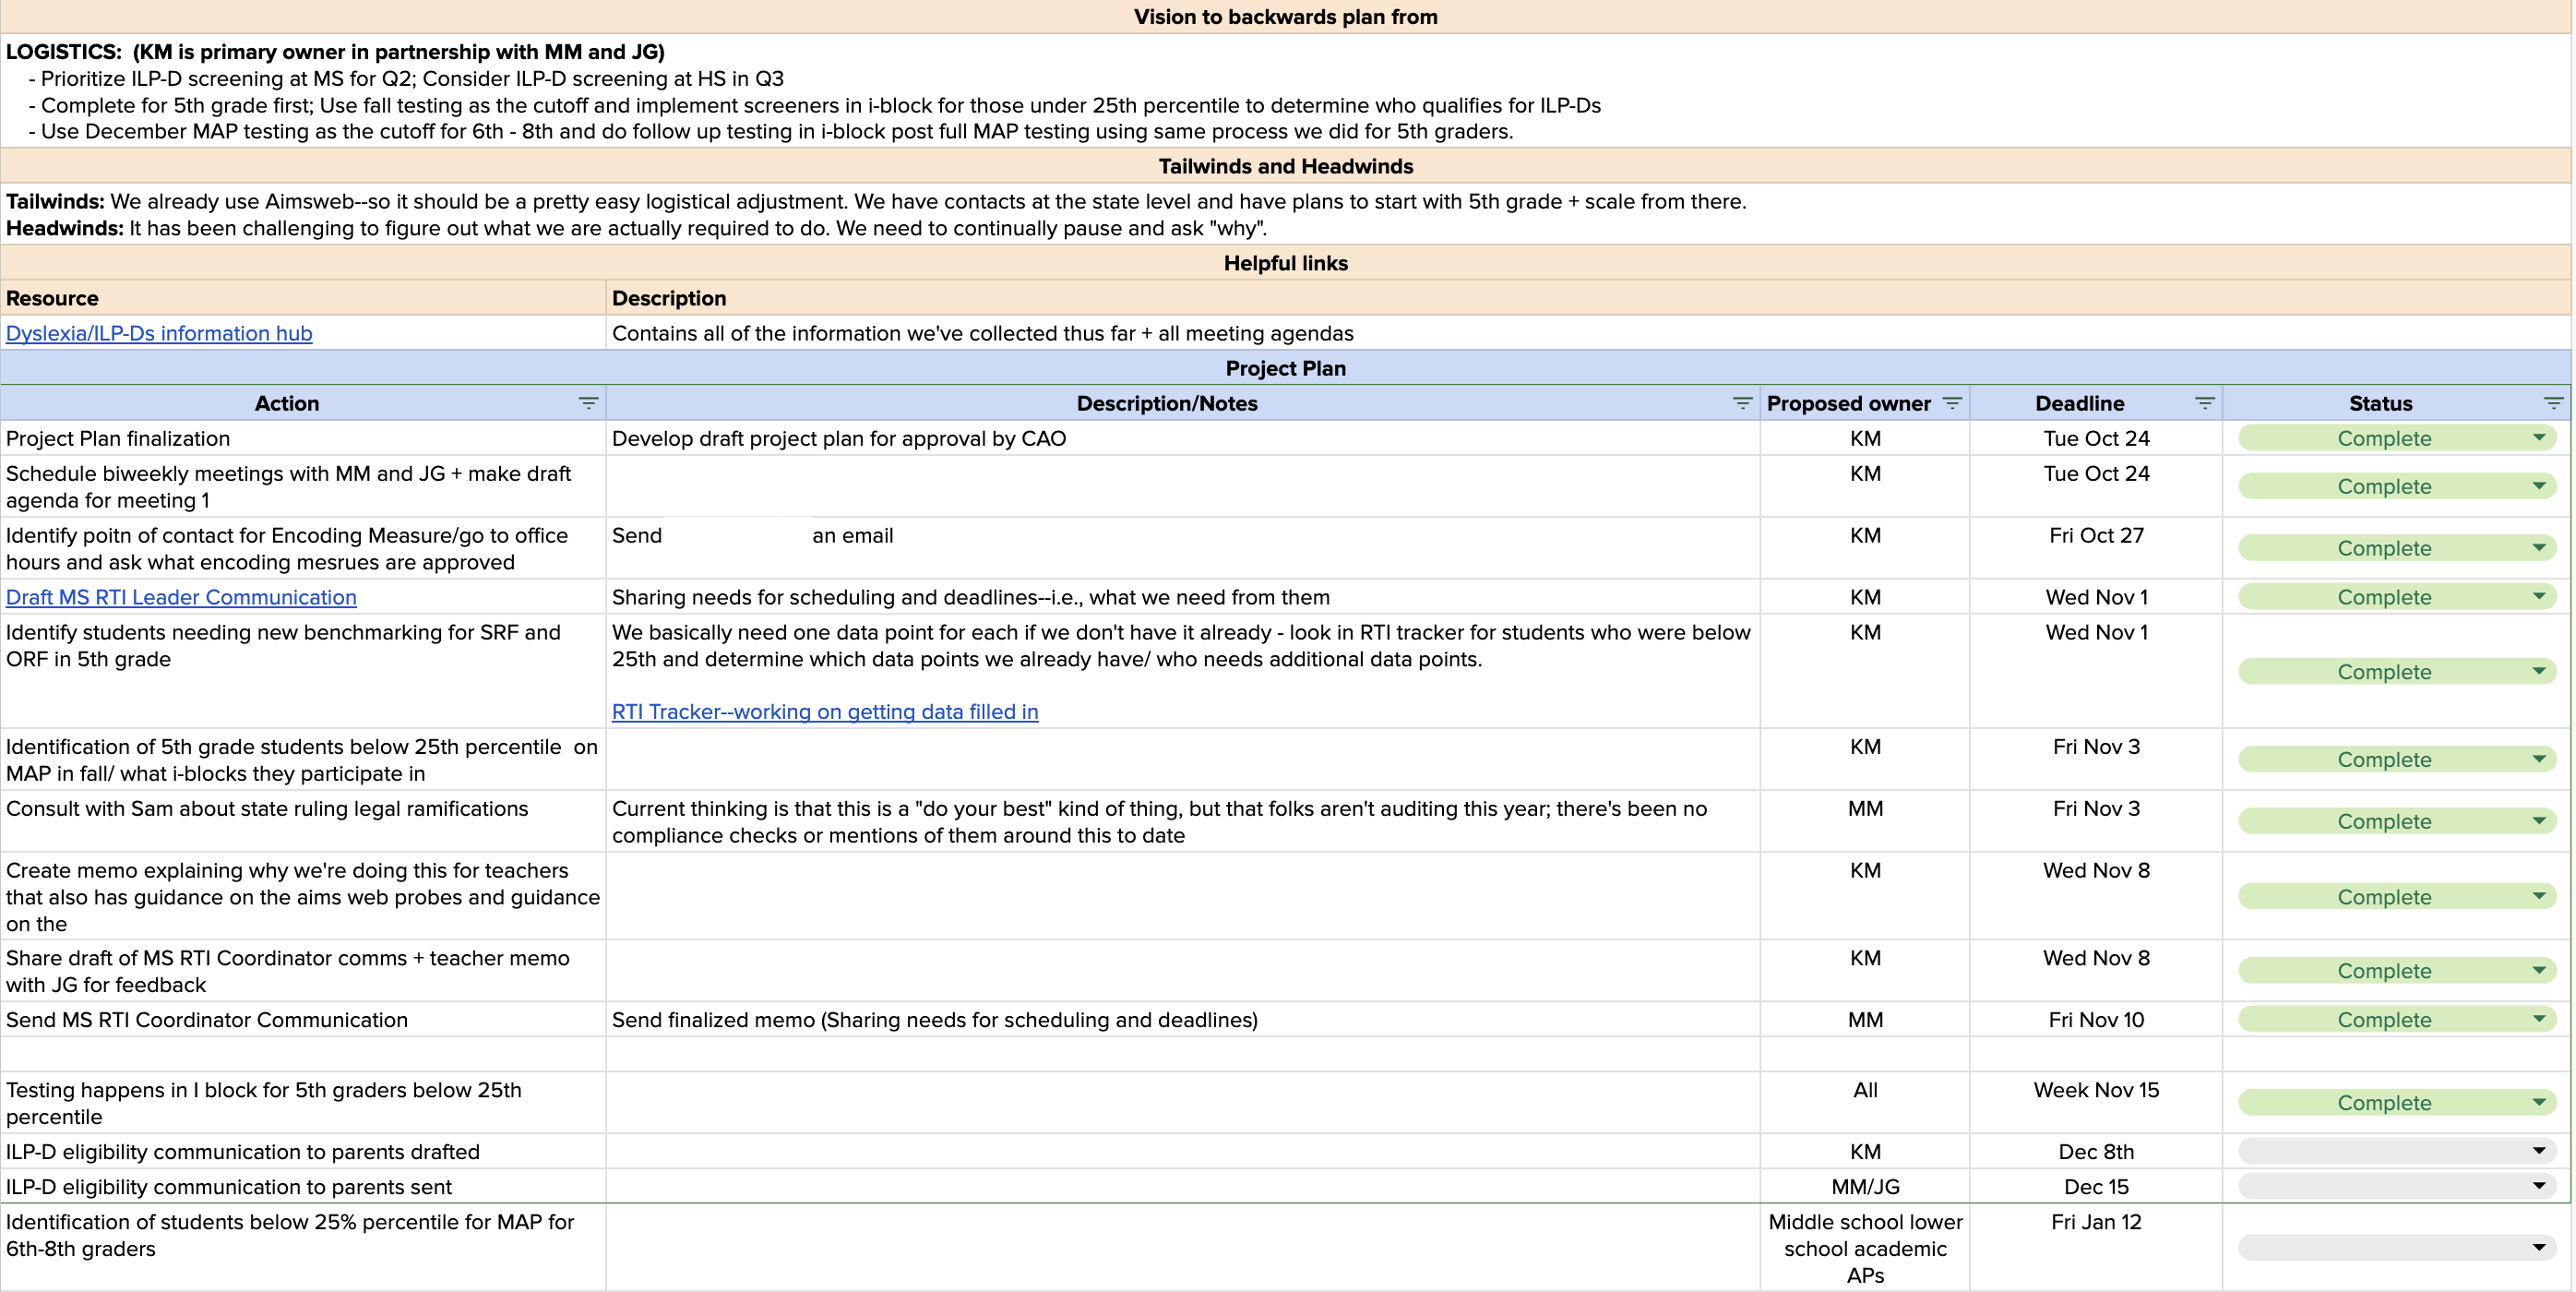 Vision to backwards plan from
LOGISTICS:  (KM is primary owner in partnership with MM and JG)
- Prioritize ILP-D screening at MS for Q2; Consider ILP-D screening at HS in Q3
- Complete for 5th grade first; Use fall testing as the cutoff and implement screeners in i-block for those under 25th percentile to determine who qualifies for ILP-Ds
- Use December MAP testing as the cutoff for 6th - 8th and do follow up testing in i-block post full MAP testing using same process we did for 5th graders.
Tailwinds and Headwinds
Tailwinds: We already use Aimsweb--so it should be a pretty easy logistical adjustment. We have contacts at the state level and have plans to start with 5th grade + scale from there.
Headwinds: It has been challenging to figure out what we are actually required to do. We need to continually pause and ask "why".
Helpful links
Resource Description
Dyslexia/ILP-Ds information hub Contains all of the information we've collected thus far + all meeting agendas
Project Plan
Action Description/Notes Proposed owner Deadline Status
Project Plan finalization Develop draft project plan for approval by CAO KM Tue Oct 24 Complete
Schedule biweekly meetings with MM and JG + make draft
agenda for meeting 1
KM Tue Oct 24 Complete
Identify poitn of contact for Encoding Measure/go to office
hours and ask what encoding mesrues are approved
Send an email KM Fri Oct 27 Complete
Draft MS RTI Leader Communication Sharing needs for scheduling and deadlines--i.e., what we need from them KM Wed Nov 1 Complete
Identify students needing new benchmarking for SRF and
ORF in 5th grade
We basically need one data point for each if we don't have it already - look in RTI tracker for students who were below
25th and determine which data points we already have/ who needs additional data points.
RTI Tracker--working on getting data filled in
KM Wed Nov 1 Complete
Identification of 5th grade students below 25th percentile  on
MAP in fall/ what i-blocks they participate in
KM Fri Nov 3 Complete
Consult with Sam about state ruling legal ramifications
Current thinking is that this is a "do your best" kind of thing, but that folks aren't auditing this year; there's been no
compliance checks or mentions of them around this to date
MM Fri Nov 3 Complete
Create memo explaining why we're doing this for teachers
that also has guidance on the aims web probes and guidance
on the
KM Wed Nov 8 Complete
Share draft of MS RTI Coordinator comms + teacher memo
with JG for feedback
KM Wed Nov 8 Complete
Send MS RTI Coordinator Communication Send finalized memo (Sharing needs for scheduling and deadlines) MM Fri Nov 10 Complete
Testing happens in I block for 5th graders below 25th
percentile
All Week Nov 15 Complete
ILP-D eligibility communication to parents drafted KM Dec 8th
ILP-D eligibility communication to parents sent MM/JG Dec 15
Identification of students below 25% percentile for MAP for
6th-8th graders
Middle school lower
school academic
APs
Fri Jan 12